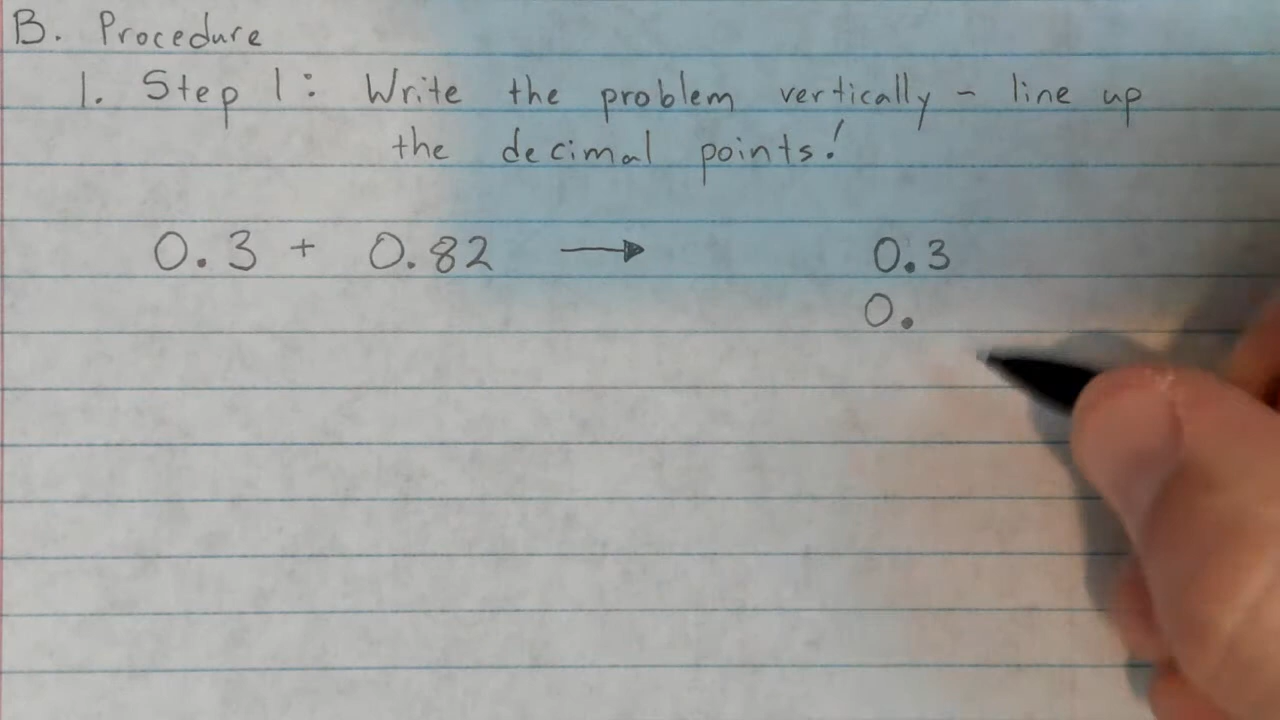 B. Procedure
1. Step 1: Write the problem vertically - line up
the decimal points!
0.3 + 0.82 → 0.3
0.